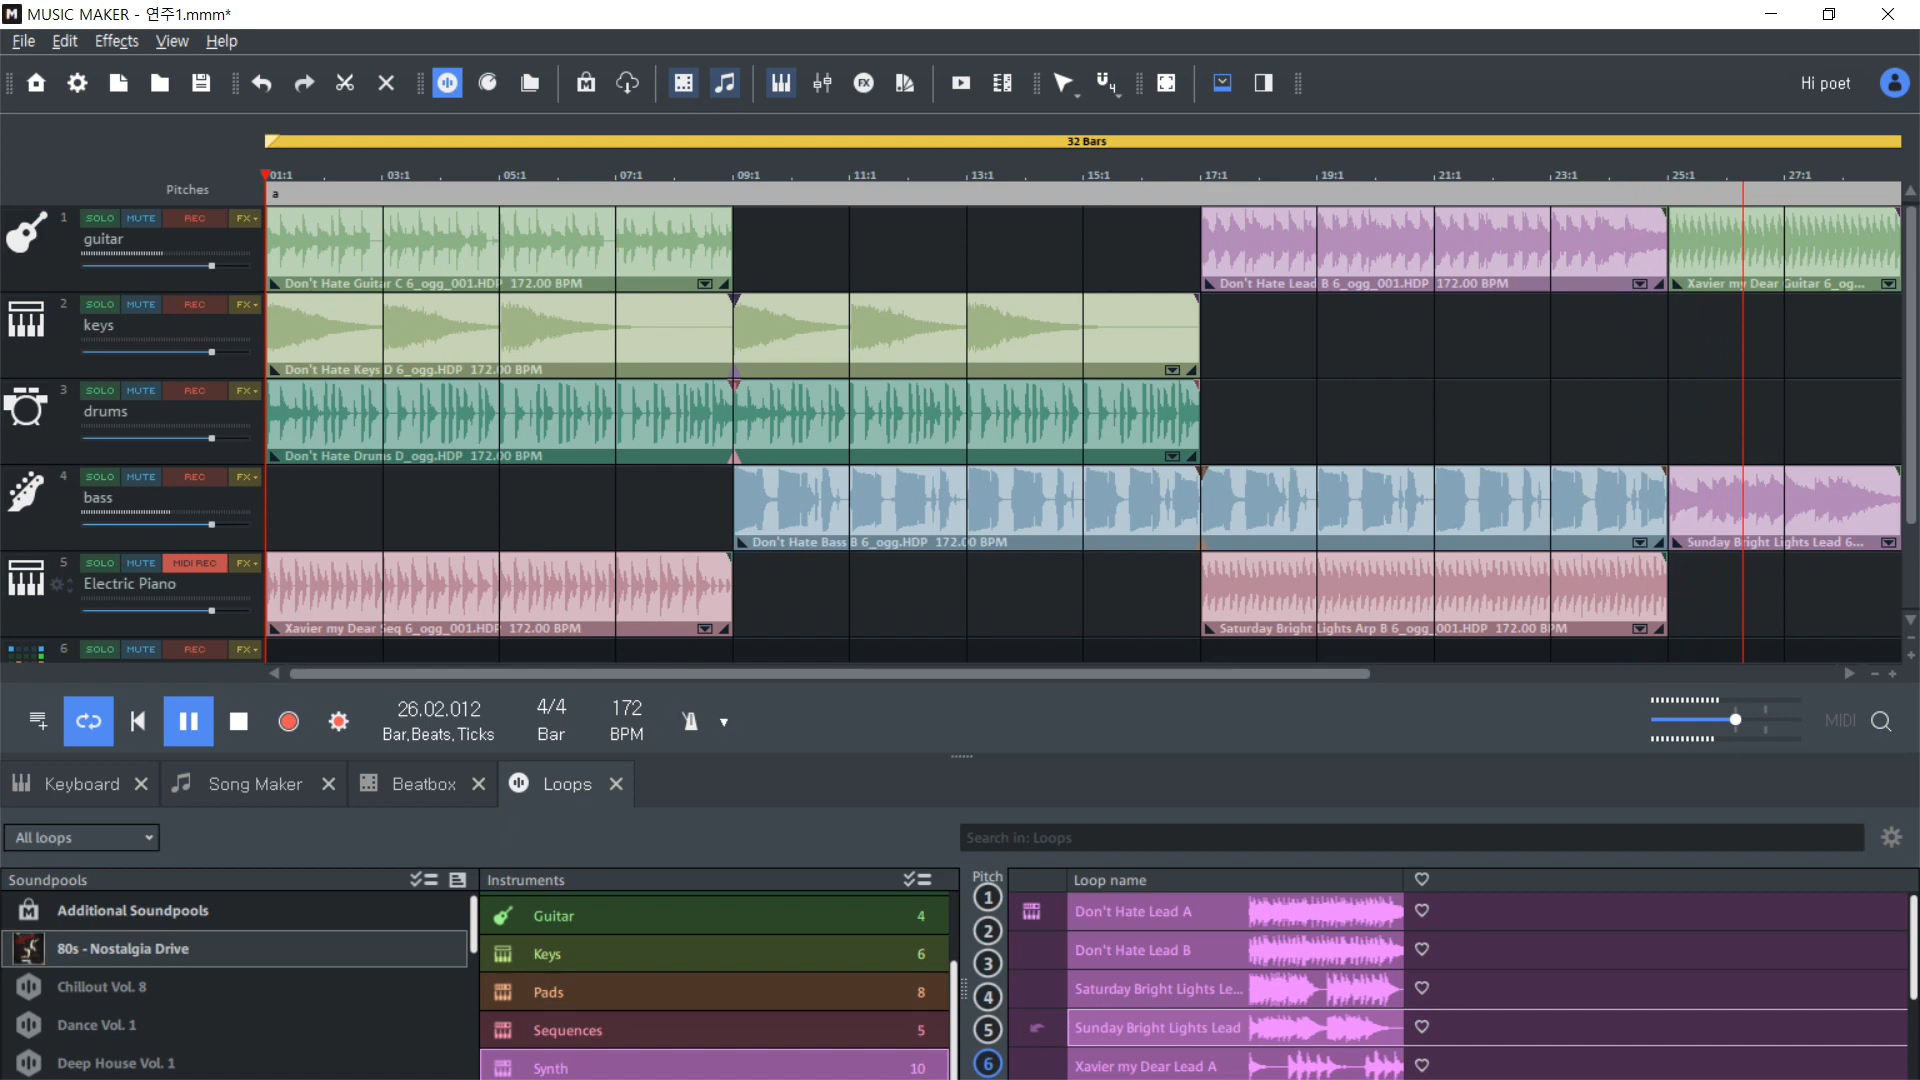 MUSIC MAKER - 연주1.mmm*
File Edit Effects View Help
Hi poet
32 Bars
01:1 03:1 05:1 07:1 09:1 11:1 13:1 15:1 17:1 19:1 21:1 23:1 25:1 27:1
Pitches
a
1 SOLO MUTE REC FX
guitar
Don't Hate Guitar C 6_ogg_001.HDP 172.00 BPM
Don't Hate Lead B 6_ogg_001.HDP 172.00 BPM
Xavier my Dear Guitar 6_og...
2 SOLO MUTE REC FX
keys
Don't Hate Keys D 6_ogg.HDP 172.00 BPM
3 SOLO MUTE REC FX
drums
Don't Hate Drums D_ogg.HDP 172.00 BPM
4 SOLO MUTE REC FX
bass
Don't Hate Bass B 6_ogg.HDP 172.00 BPM
Sunday Bright Lights Lead 6...
5 SOLO MUTE MIDI REC FX
Electric Piano
Xavier my Dear Seq 6_ogg_001.HDP 172.00 BPM
Saturday Bright Lights Arp B 6_ogg_001.HDP 172.00 BPM
6 SOLO MUTE REC FX
26.02.012 4/4 172
Bar, Beats, Ticks Bar BPM
MIDI
Keyboard Song Maker Beatbox Loops
All loops
Search in: Loops
Soundpools
Additional Soundpools
80s - Nostalgia Drive
Chillout Vol. 8
Dance Vol. 1
Deep House Vol. 1
Instruments
Guitar 4
Keys 6
Pads 8
Sequences 5
Synth 10
Pitch
1
2
3
4
5
6
Loop name
Don't Hate Lead A
Don't Hate Lead B
Saturday Bright Lights Le...
Sunday Bright Lights Lead
Xavier my Dear Lead A